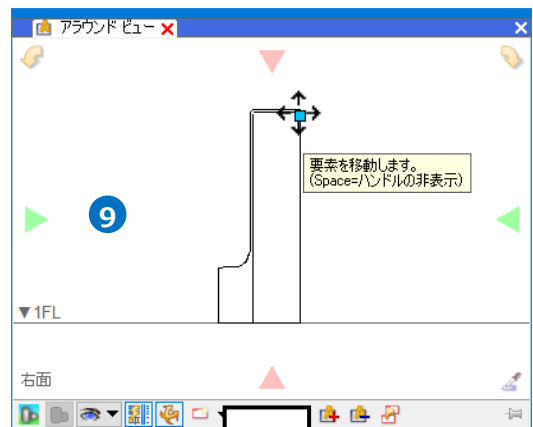 アラウンド ビュー
要素を移動します。
(Space=ハンドルの非表示)
9
▼1FL
右面